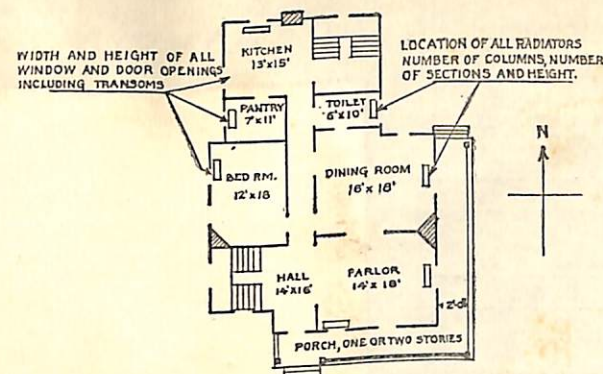 WIDTH AND HEIGHT OF ALL
WINDOW AND DOOR OPENINGS
INCLUDING TRANSOMS
KITCHEN
13'X15'
LOCATION OF ALL RADIATORS
NUMBER OF COLUMNS, NUMBER
OF SECTIONS AND HEIGHT.
PANTRY
7'X11'
TOILET
6'X10'
N
BED RM.
12'X18
DINING ROOM
16'X 18'
HALL
14'X16'
PARLOR
14'X 18'
PORCH, ONE OR TWO STORIES